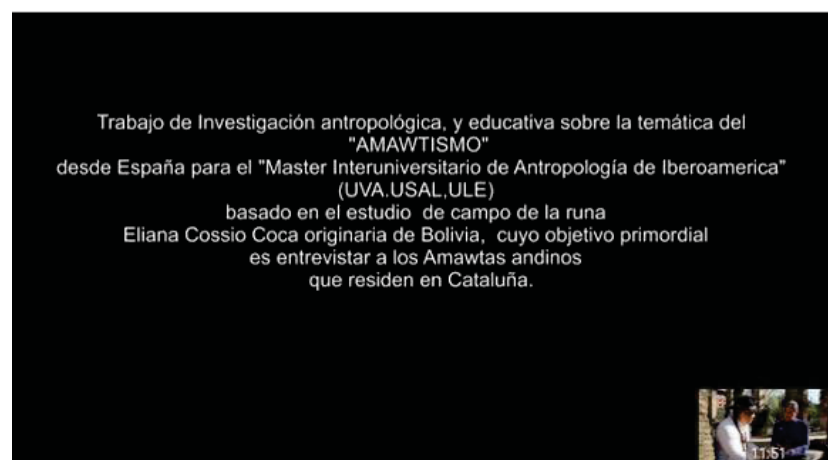 Trabajo de Investigación antropológica, y educativa sobre la temática del
"AMAWTISMO"
desde España para el "Master Interuniversitario de Antropología de Iberoamerica"
(UVA.USAL,ULE)
basado en el estudio de campo de la runa
Eliana Cossio Coca originaria de Bolivia, cuyo objetivo primordial
es entrevistar a los Amawtas andinos
que residen en Cataluña.
11:51